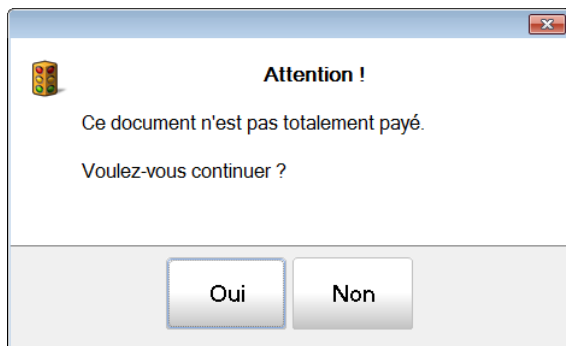 Attention !
Ce document n'est pas totalement payé.
Voulez-vous continuer ?
Oui
Non